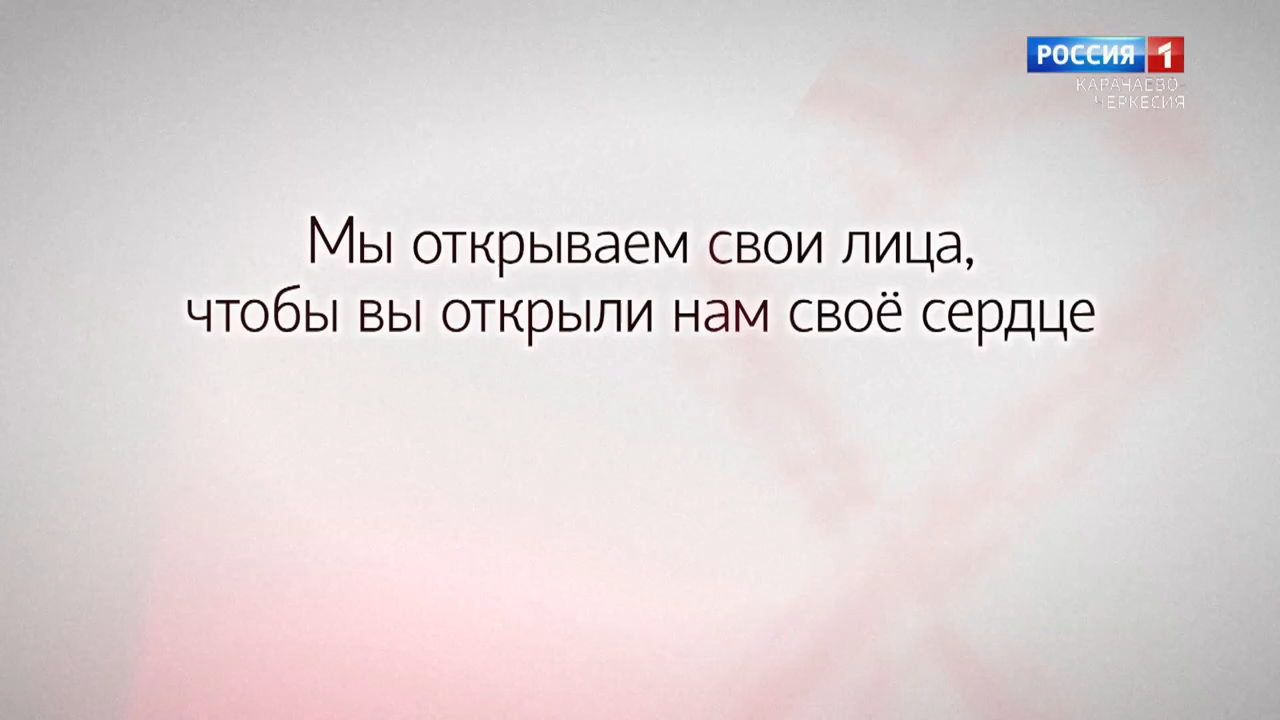 РОССИЯ 1
КАРАЧАЕВО-
ЧЕРКЕСИЯ
Мы открываем свои лица,
чтобы вы открыли нам своё сердце